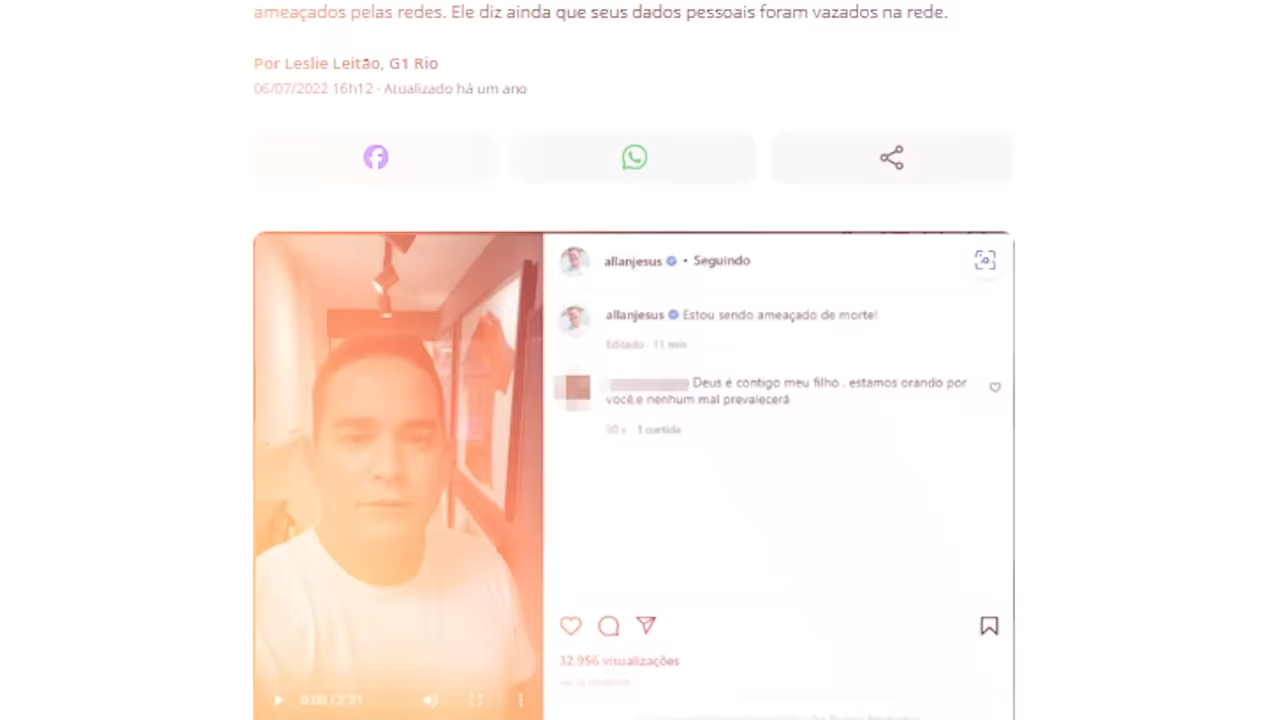 ameaçados pelas redes. Ele diz ainda que seus dados pessoais foram vazados na rede.
Por Leslie Leitão, G1 Rio
06/07/2022 16h12 · Atualizado há um ano
allanjesus • Seguindo
allanjesus Estou sendo ameaçado de morte!
Editado · 11 min
Deus é contigo meu filho . estamos orando por
você,e nenhum mal prevalecerá
30 s 1 curtida
32.956 visualizações